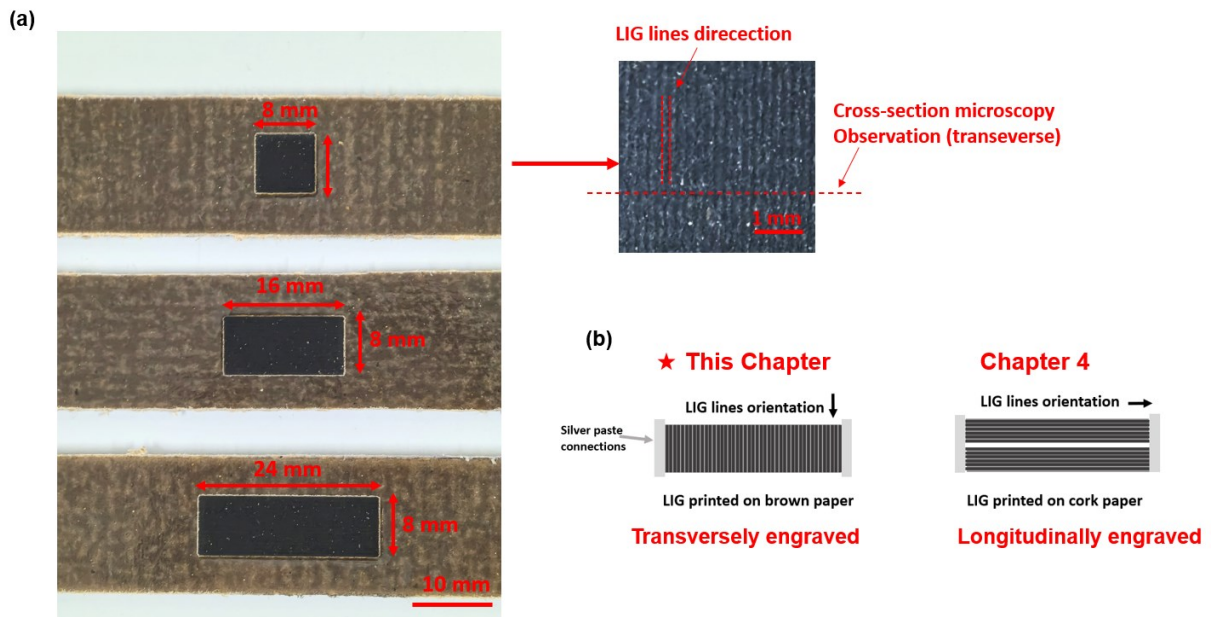 (a)
8 mm
16 mm
8 mm
24 mm
8 mm
10 mm
LIG lines direcection
Cross-section microscopy
Observation (transeverse)
1 mm
(b)
★ This Chapter
LIG lines orientation
Silver paste
connections
LIG printed on brown paper
Transversely engraved
Chapter 4
LIG lines orientation
LIG printed on cork paper
Longitudinally engraved